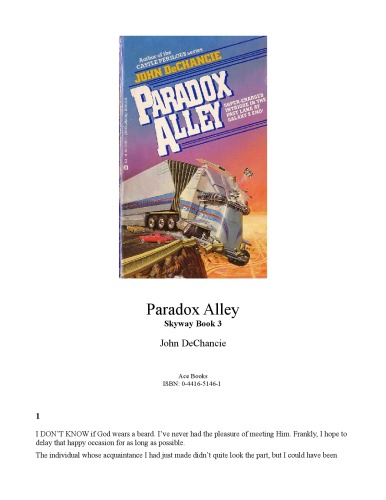 Author of the
CASTLE PERILOUS series
JOHN DeCHANCIE
PARADOX
ALLEY
SUPER-CHARGED
INTRIGUE IN THE
FAST LANE AT
GALAXY'S END!
Paradox Alley
Skyway Book 3
John DeChancie
Ace Books
ISBN: 0-4416-5146-1
1
I DON’T KNOW if God wears a beard. I’ve never had the pleasure of meeting Him. Frankly, I hope to
delay that happy occasion for as long as possible.
The individual whose acquaintance I had just made didn’t quite look the part, but I could have been